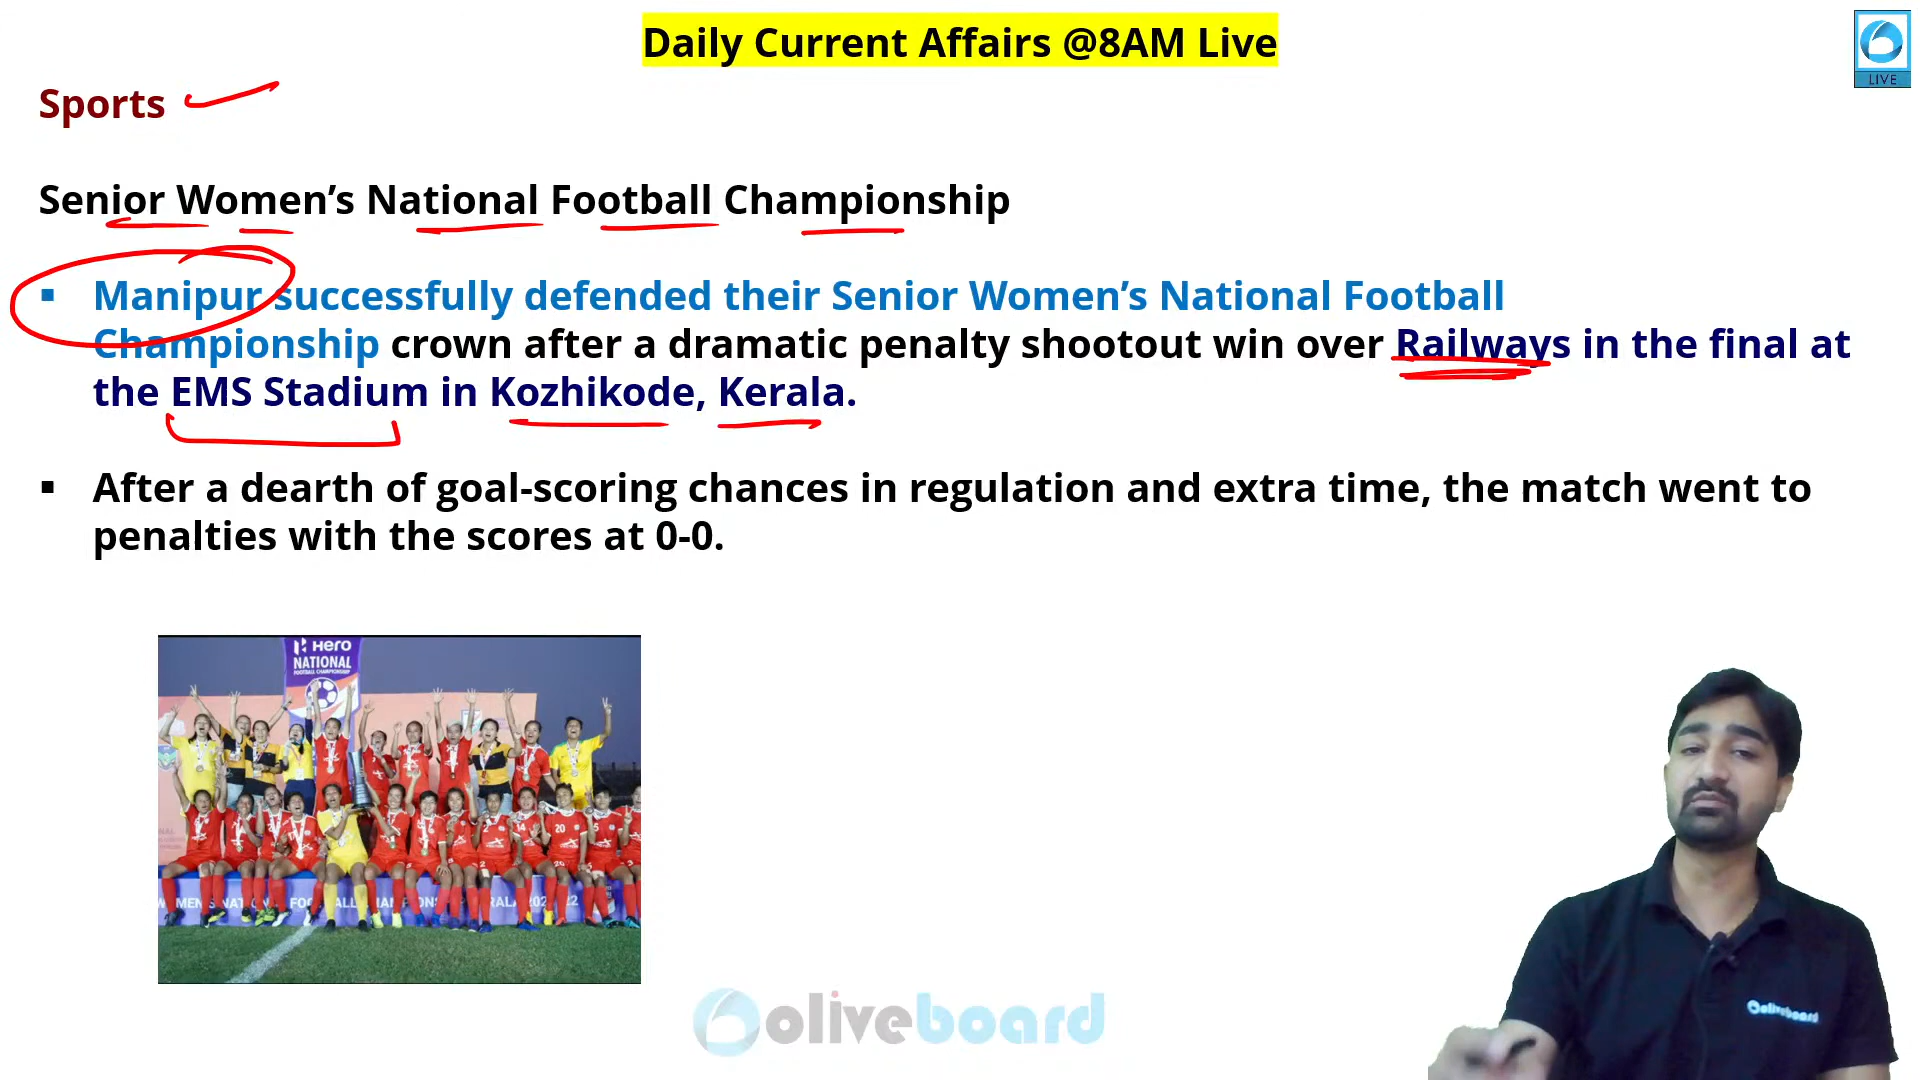 Daily Current Affairs @8AM Live
LIVE
Sports
Senior Women’s National Football Championship
▪ Manipur successfully defended their Senior Women’s National Football
Championship crown after a dramatic penalty shootout win over Railways in the final at
the EMS Stadium in Kozhikode, Kerala.
▪ After a dearth of goal-scoring chances in regulation and extra time, the match went to
penalties with the scores at 0-0.
Hero
NATIONAL
FOOTBALL CHAMPIONSHIP
oliveboard
oliveboard